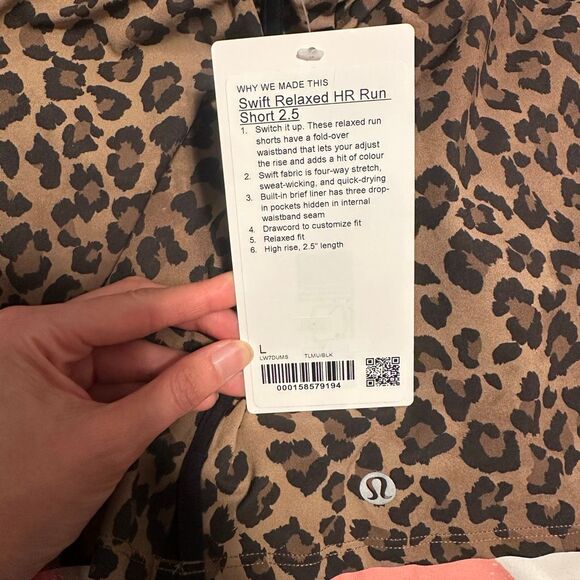 WHY WE MADE THIS
Swift Relaxed HR Run
Short 2.5
1. Switch it up. These relaxed run
shorts have a fold-over
waistband that lets your adjust
the rise and adds a hit of colour
2. Swift fabric is four-way stretch,
sweat-wicking, and quick-drying
3. Built-in brief liner has three drop-
in pockets hidden in internal
waistband seam
4. Drawcord to customize fit
5. Relaxed fit
6. High rise, 2.5" length
L
LW7DUMS TLMU/BLK
000158579194